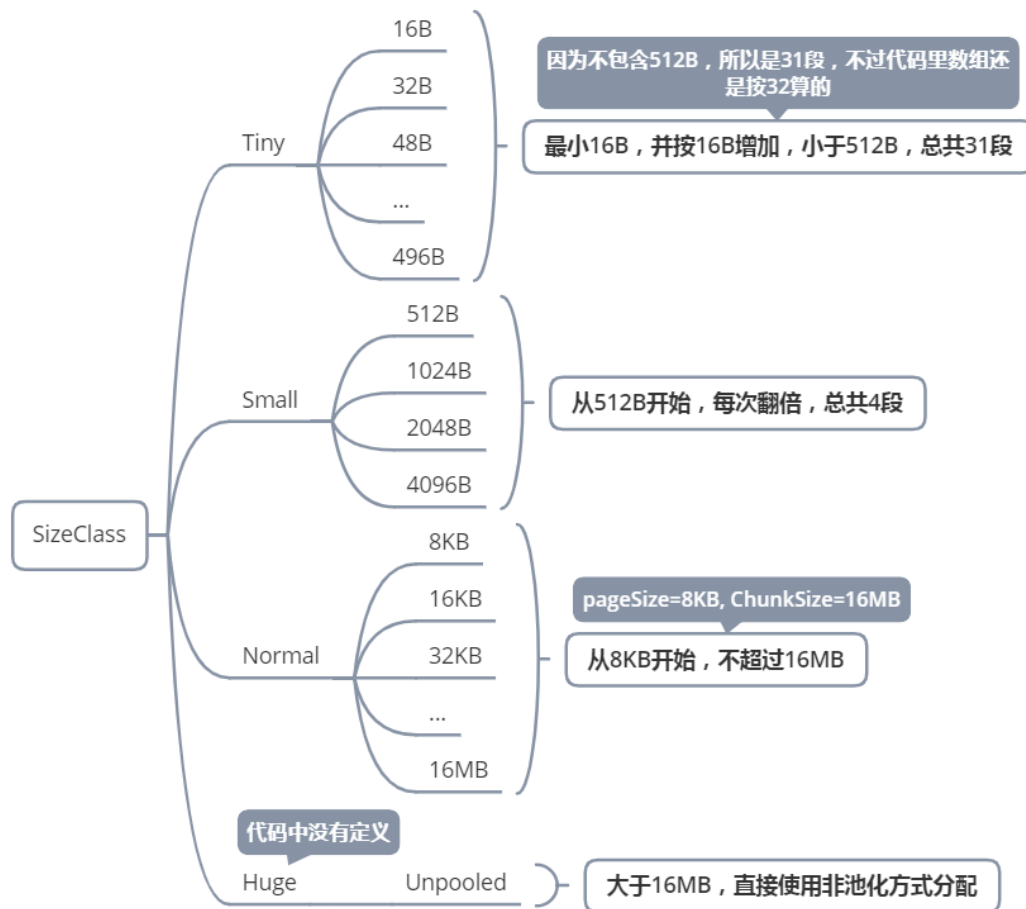 SizeClass
Tiny
16B
32B
48B
...
496B
因为不包含512B，所以是31段，不过代码里数组还
是按32算的
最小16B，并按16B增加，小于512B，总共31段
Small
512B
1024B
2048B
4096B
从512B开始，每次翻倍，总共4段
Normal
8KB
16KB
32KB
...
16MB
pageSize=8KB, ChunkSize=16MB
从8KB开始，不超过16MB
代码中没有定义
Huge
Unpooled
大于16MB，直接使用非池化方式分配